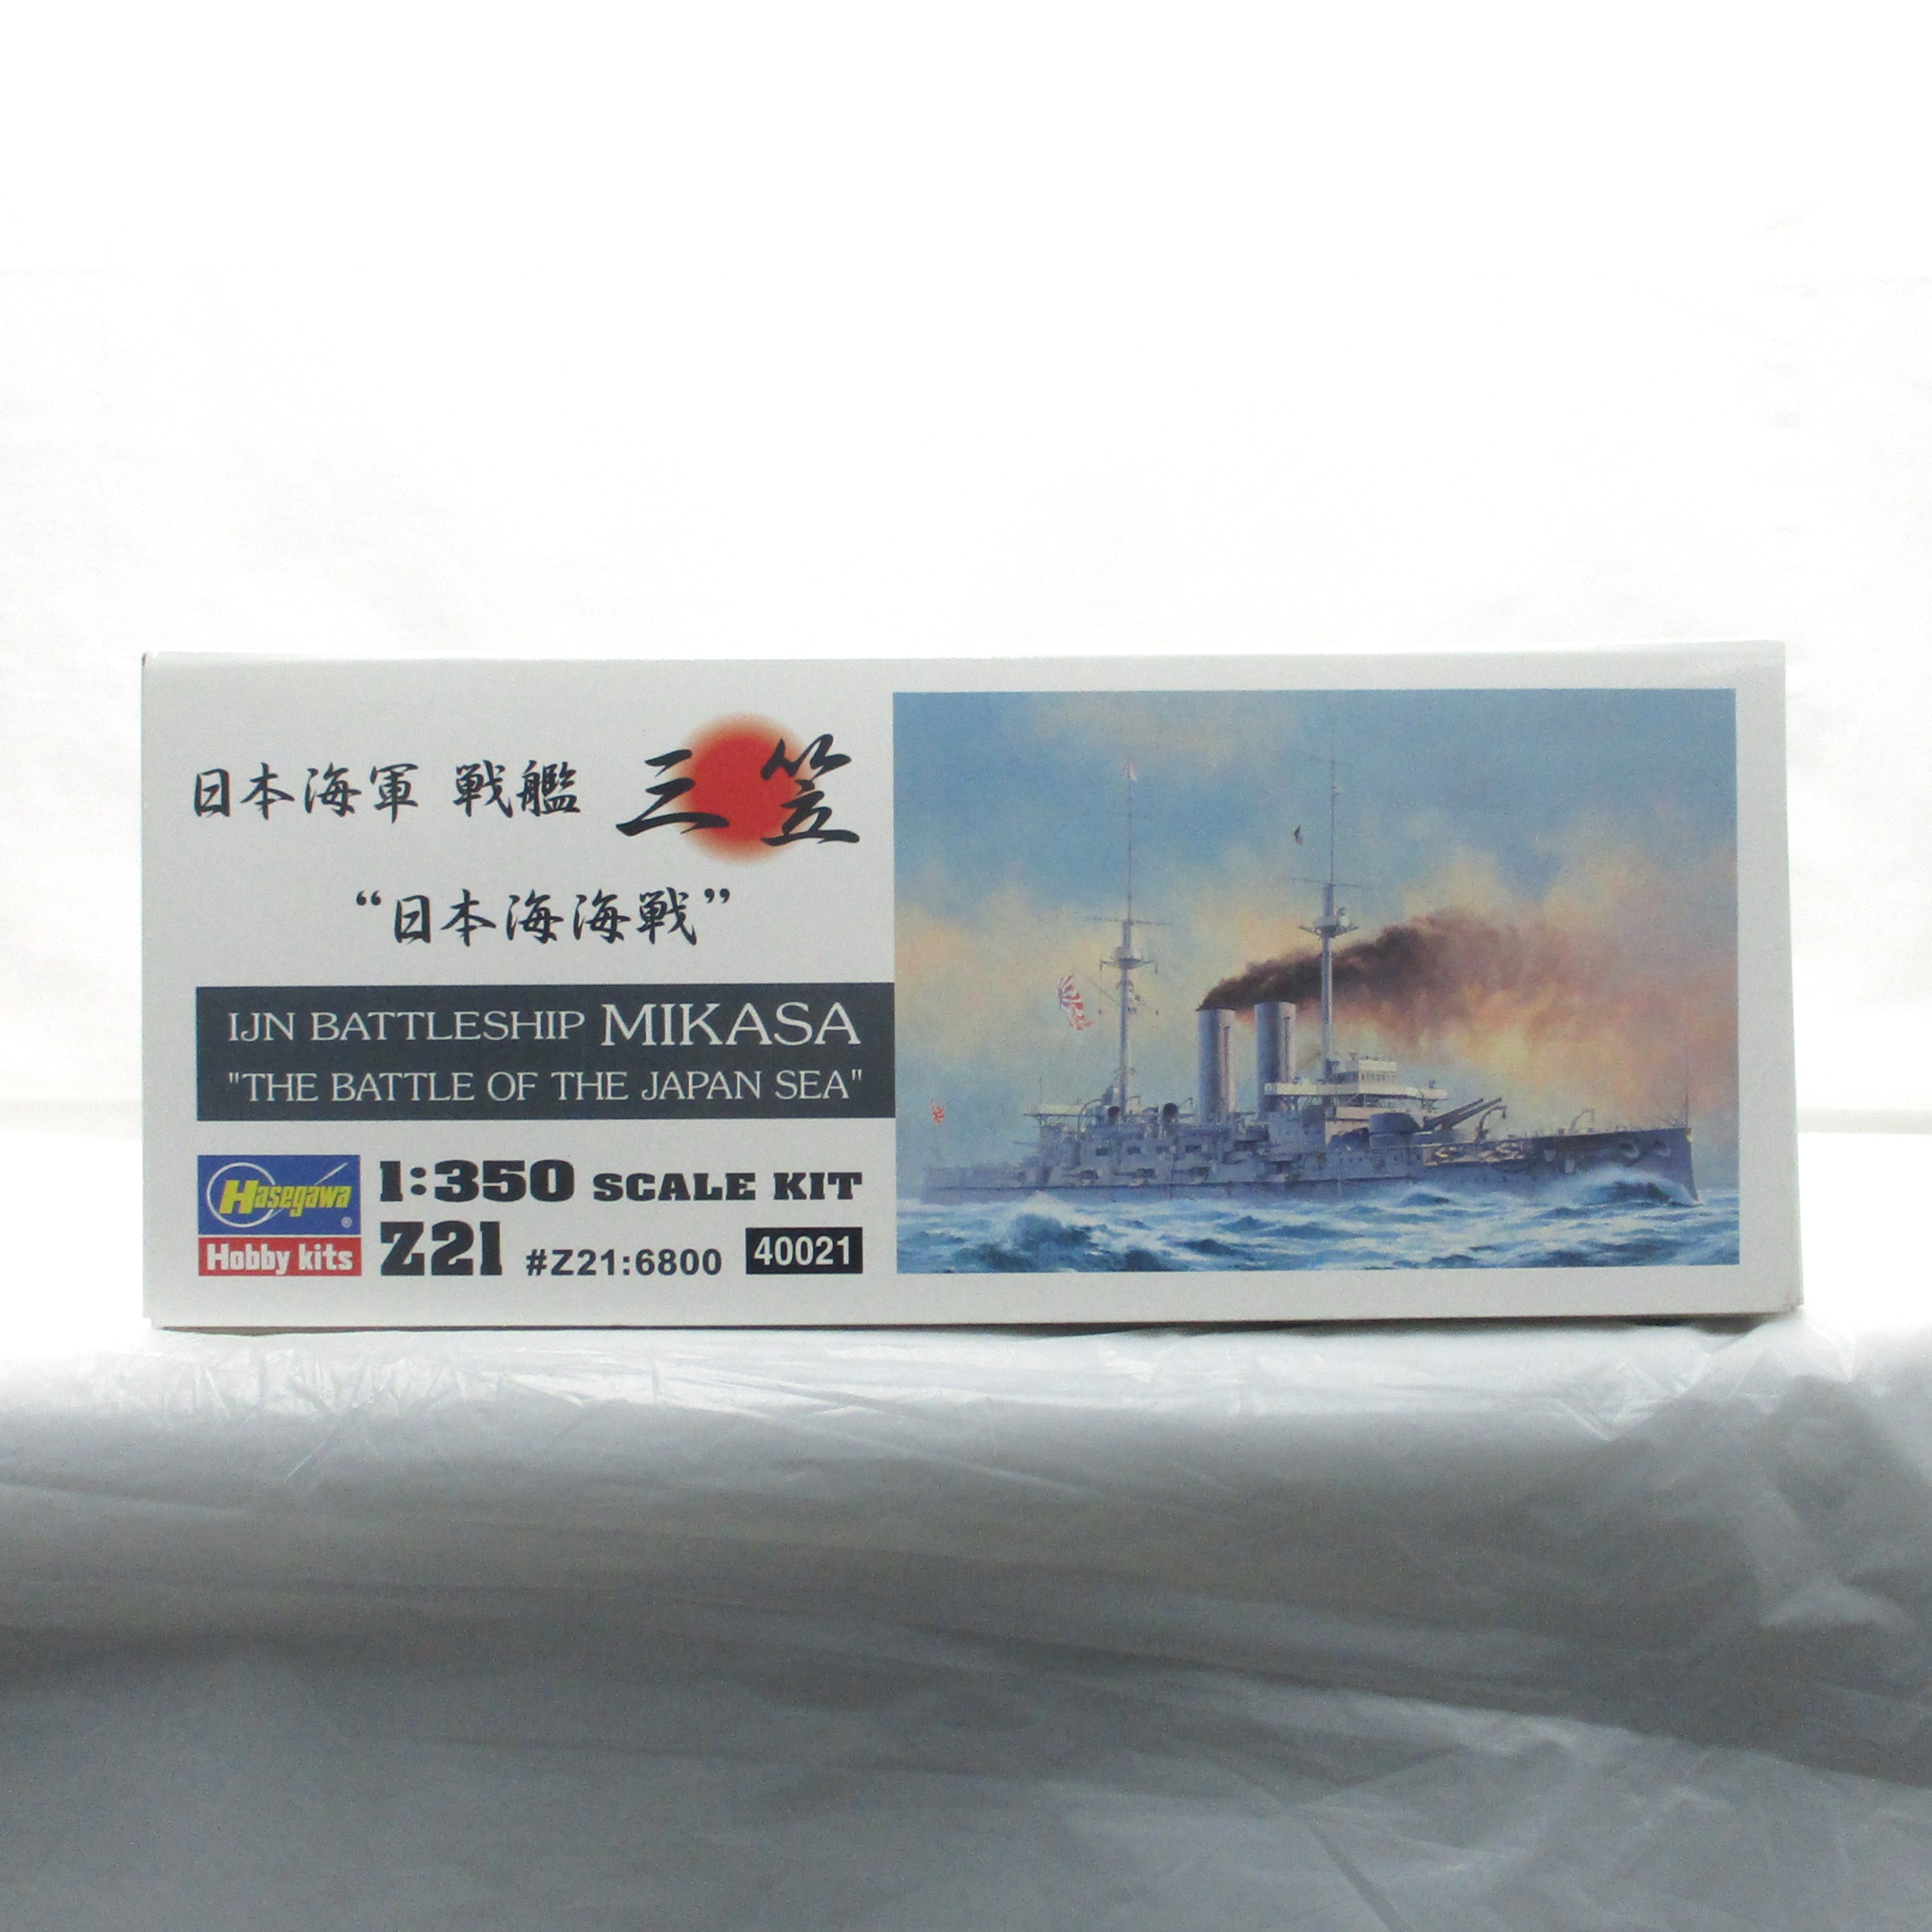 日本海軍 戦艦 三笠
“日本海海戦”
IJN BATTLESHIP MIKASA
"THE BATTLE OF THE JAPAN SEA"
Hasegawa®
Hobby kits
1:350 SCALE KIT
Z21 #Z21:6800 40021